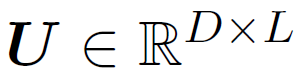 U ∈ ℝ^{D×L}